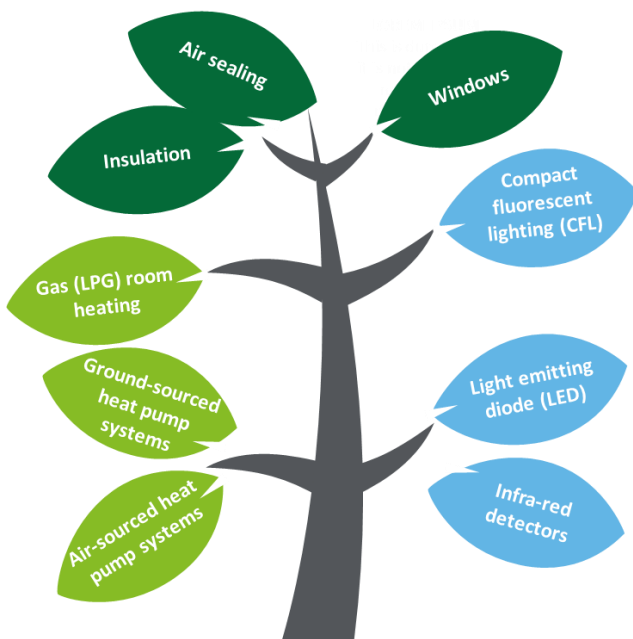 Air sealing
Windows
Insulation
Compact
fluorescent
lighting (CFL)
Gas (LPG) room
heating
Ground-sourced
heat pump
systems
Light emitting
diode (LED)
Air-sourced heat
pump systems
Infra-red
detectors